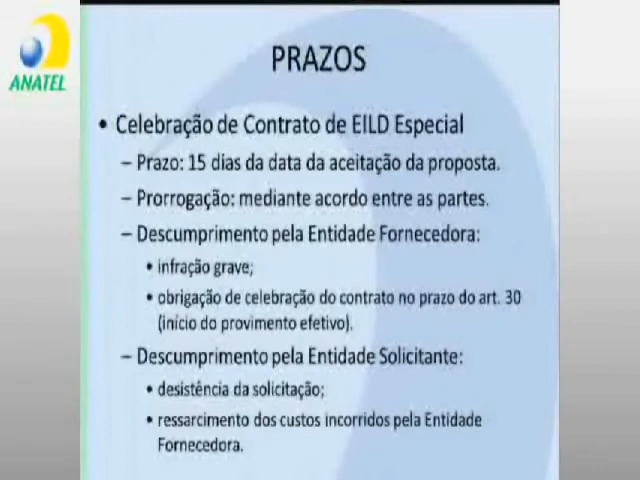 ANATEL
PRAZOS
• Celebração de Contrato de EILD Especial
– Prazo: 15 dias da data da aceitação da proposta.
– Prorrogação: mediante acordo entre as partes.
– Descumprimento pela Entidade Fornecedora:
• infração grave;
• obrigação de celebração do contrato no prazo do art. 30
(início do provimento efetivo).
– Descumprimento pela Entidade Solicitante:
• desistência da solicitação;
• ressarcimento dos custos incorridos pela Entidade
Fornecedora.